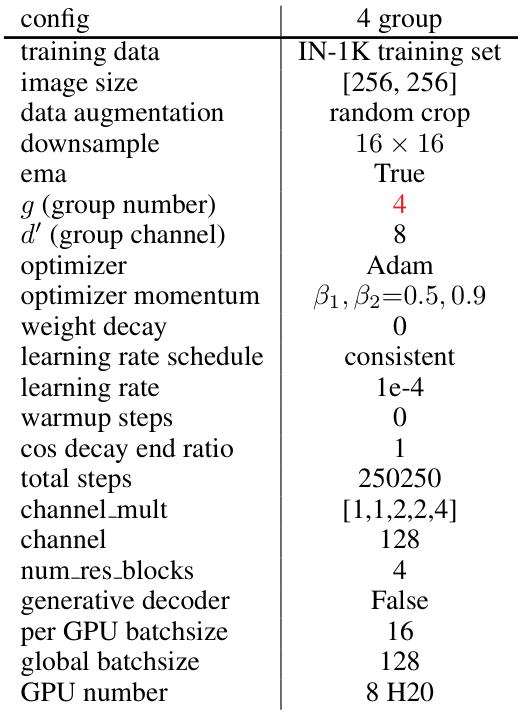 config 4 group
training data IN-1K training set
image size [256, 256]
data augmentation random crop
downsample 16 × 16
ema True
g (group number) 4
d′ (group channel) 8
optimizer Adam
optimizer momentum β₁, β₂=0.5, 0.9
weight decay 0
learning rate schedule consistent
learning rate 1e-4
warmup steps 0
cos decay end ratio 1
total steps 250250
channel_mult [1,1,2,2,4]
channel 128
num_res_blocks 4
generative decoder False
per GPU batchsize 16
global batchsize 128
GPU number 8 H20